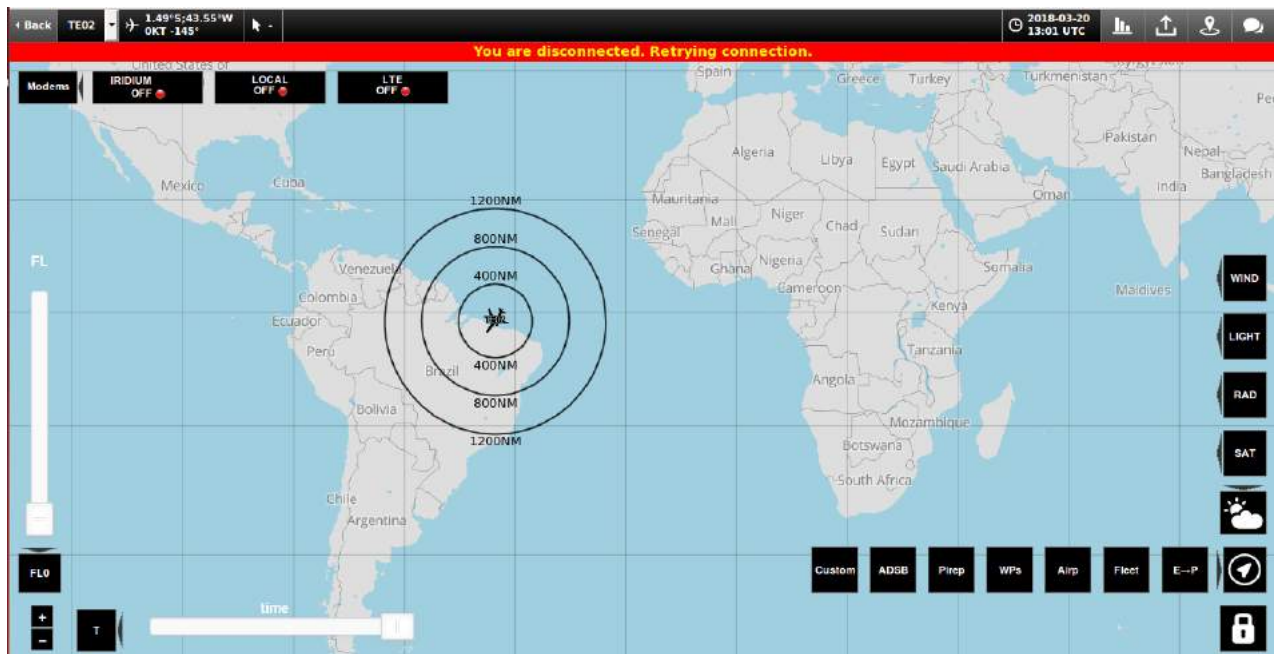 Back
TE02
1.49°S;43.55°W
0KT -145°
-
2018-03-20
13:01 UTC
You are disconnected. Retrying connection.
United States of
Spain
Greece
Turkey
Turkmenistan
Modems
IRIDIUM
OFF
LOCAL
OFF
LTE
OFF
Pakistan
Nepal
Bangladesh
Algeria
Libya
Egypt
Saudi Arabia
India
Oman
Mexico
Cuba
Mauritania
Mali
Niger
Chad
Sudan
Senegal
Ghana
Nigeria
Cameroon
Somalia
Maldives
Kenya
Tanzania
Angola
Mozambique
Botswana
South Africa
1200NM
800NM
400NM
TE02
400NM
800NM
1200NM
Venezuela
Colombia
Ecuador
Peru
Brazil
Bolivia
Chile
Argentina
FL
FL0
+
-
T
time
WIND
LIGHT
RAD
SAT
Custom
ADSB
Pirep
WPs
Airp
Fleet
E→P